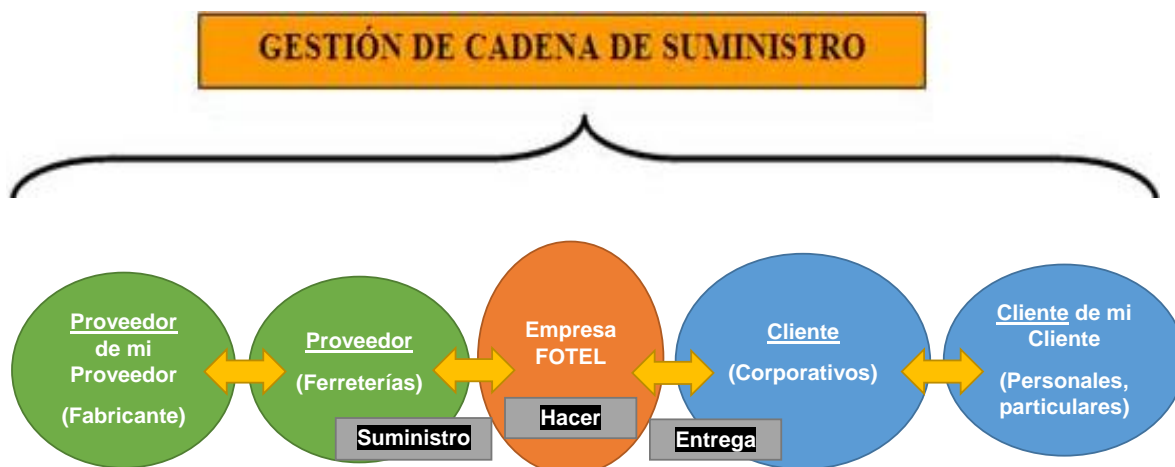 GESTIÓN DE CADENA DE SUMINISTRO
Proveedor
de mi
Proveedor
(Fabricante)
Proveedor
(Ferreterías)
Empresa
FOTEL
Cliente
(Corporativos)
Cliente de mi
Cliente
(Personales,
particulares)
Suministro
Hacer
Entrega